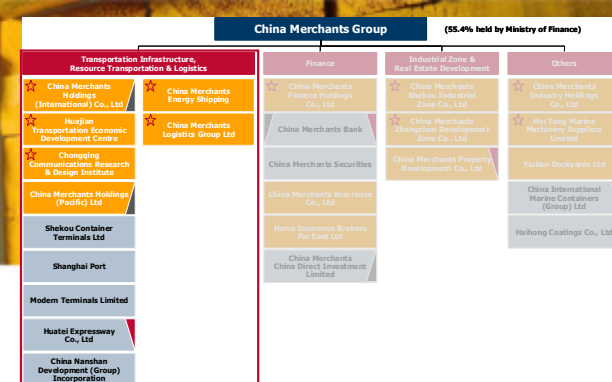 China Merchants Group
(55.4% held by Ministry of Finance)
Transportation Infrastructure,
Resource Transportation & Logistics
China Merchants
Holdings
(International) Co., Ltd
Huajian
Transportation Economic
Development Centre
Chongqing
Communications Research
& Design Institute
China Merchants Holdings
(Pacific) Ltd
Shekou Container
Terminals Ltd
Shanghai Port
Modern Terminals Limited
Huatei Expressway
Co., Ltd
China Nanshan
Development (Group)
Incorporation
China Merchants
Energy Shipping
China Merchants
Logistics Group Ltd
Finance
China Merchants
Finance Holdings
Co., Ltd
China Merchants Bank
China Merchants Securities
China Merchants Insurance
Co., Ltd
Houlder Insurance Brokers
Far East Ltd
China Merchants
China Direct Investment
Limited
Industrial Zone &
Real Estate Development
China Merchants
Shekou Industrial
Zone Co., Ltd
China Merchants
Zhangzhou Development
Zone Co., Ltd
China Merchants Property
Development Co., Ltd
Others
China Merchants
Industry Holdings
Co., Ltd
Hoi Tung Marine
Machinery Suppliers
Limited
Yiulian Dockyards Ltd
China International
Marine Containers
(Group) Ltd
Haihong Coatings Co., Ltd